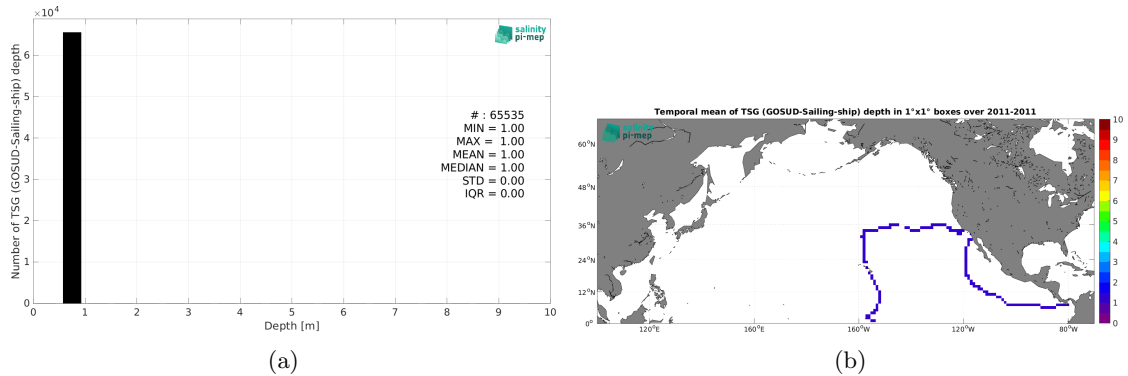 ×10⁴
salinity
pi-mep
Number of TSG (GOSUD-Sailing-ship) depth
6
5
4
3
2
1
0
# : 65535
MIN = 1.00
MAX = 1.00
MEAN = 1.00
MEDIAN = 1.00
STD = 0.00
IQR = 0.00
0 1 2 3 4 5 6 7 8 9 10
Depth [m]
(a)
Temporal mean of TSG (GOSUD-Sailing-ship) depth in 1°x1° boxes over 2011-2011
salinity
pi-mep
60°N
48°N
36°N
24°N
12°N
0°
120°E 160°E 160°W 120°W 80°W
10
9
8
7
6
5
4
3
2
1
0
(b)